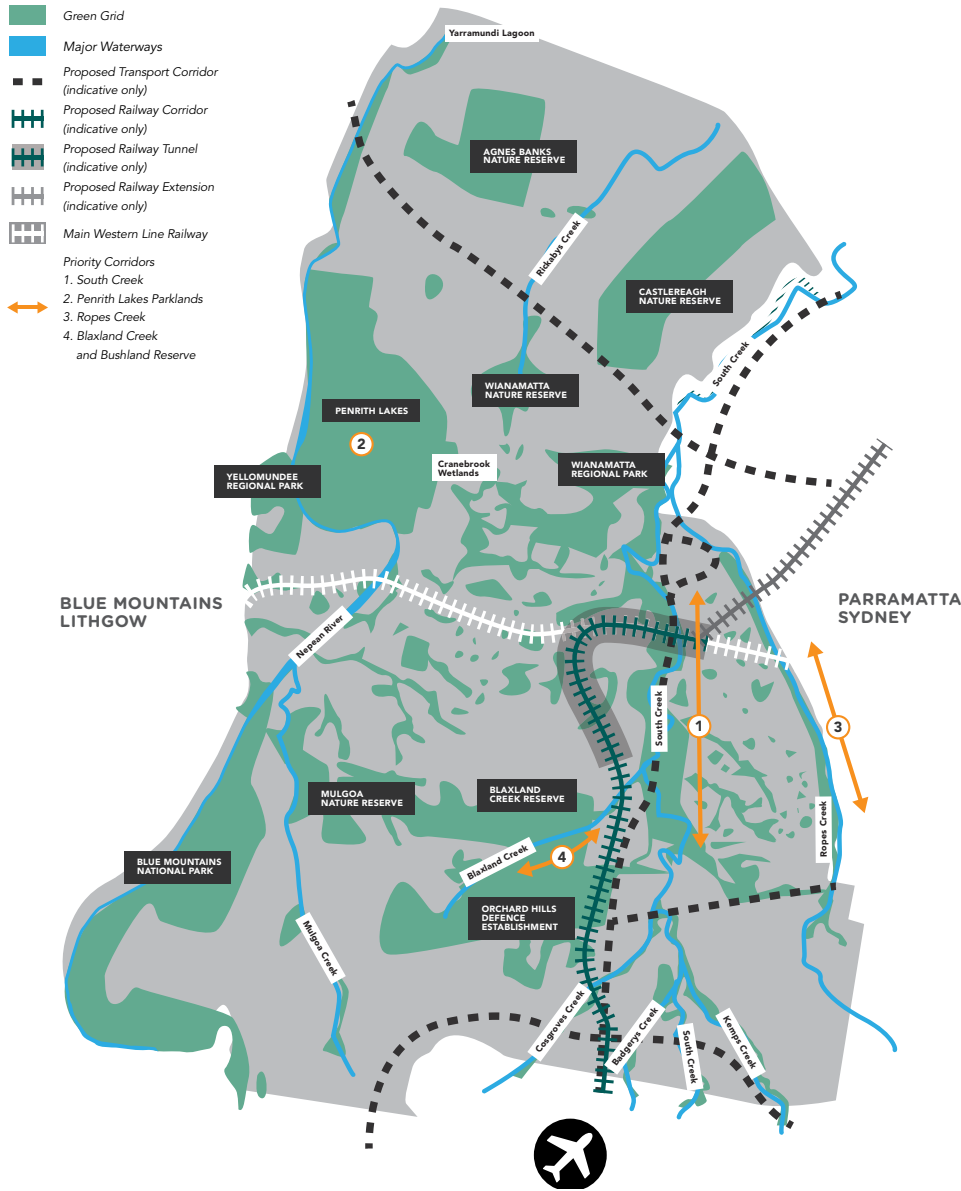 Green Grid
Major Waterways
Proposed Transport Corridor
(indicative only)
Proposed Railway Corridor
(indicative only)
Proposed Railway Tunnel
(indicative only)
Proposed Railway Extension
(indicative only)
Main Western Line Railway
Priority Corridors
1. South Creek
2. Penrith Lakes Parklands
3. Ropes Creek
4. Blaxland Creek
and Bushland Reserve
Yarramundi Lagoon
AGNES BANKS
NATURE RESERVE
Rickabys Creek
CASTLEREAGH
NATURE RESERVE
South Creek
WIANAMATTA
NATURE RESERVE
PENRITH LAKES
2
Cranebrook
Wetlands
WIANAMATTA
REGIONAL PARK
YELLOMUNDEE
REGIONAL PARK
BLUE MOUNTAINS
LITHGOW
PARRAMATTA
SYDNEY
Nepean River
South Creek
1
3
MULGOA
NATURE RESERVE
BLAXLAND
CREEK RESERVE
Ropes Creek
Blaxland Creek
4
BLUE MOUNTAINS
NATIONAL PARK
ORCHARD HILLS
DEFENCE
ESTABLISHMENT
Mulgoa Creek
Cosgroves Creek
Badgerys Creek
South Creek
Kemps Creek